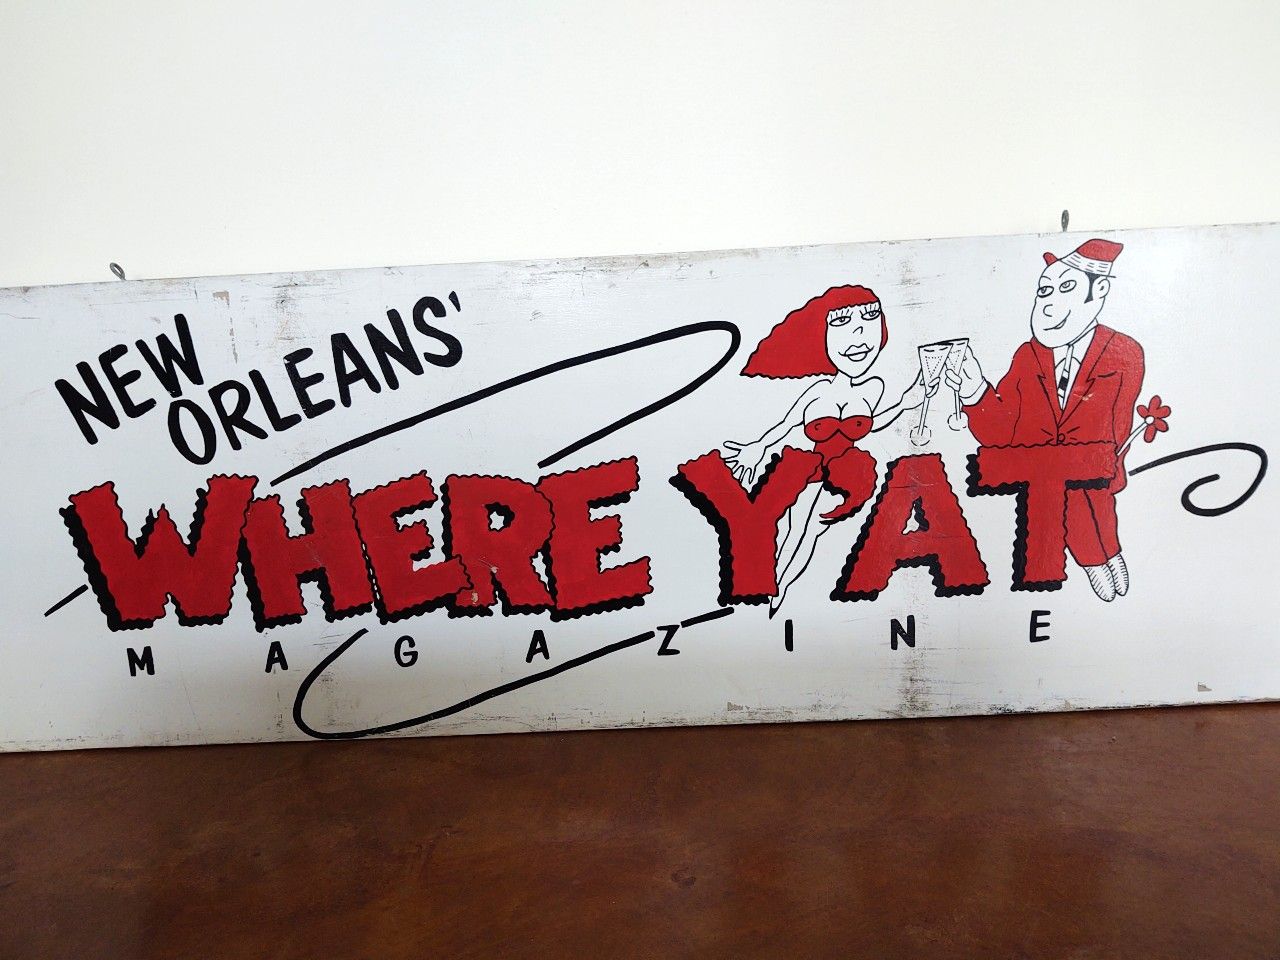 NEW
ORLEANS'
WHERE Y'AT
MAGAZINE